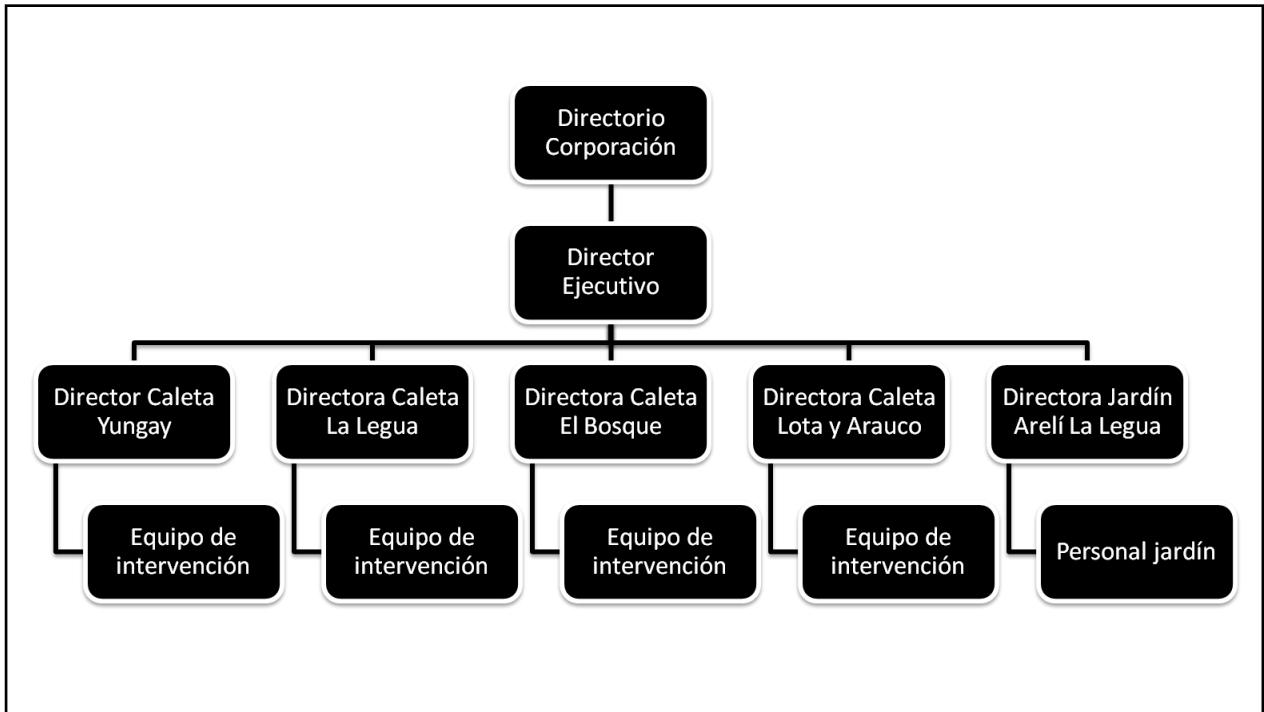 Directorio
Corporación
Director
Ejecutivo
Director Caleta
Yungay
Directora Caleta
La Legua
Directora Caleta
El Bosque
Directora Caleta
Lota y Arauco
Directora Jardín
Arelí La Legua
Equipo de
intervención
Equipo de
intervención
Equipo de
intervención
Equipo de
intervención
Personal jardín